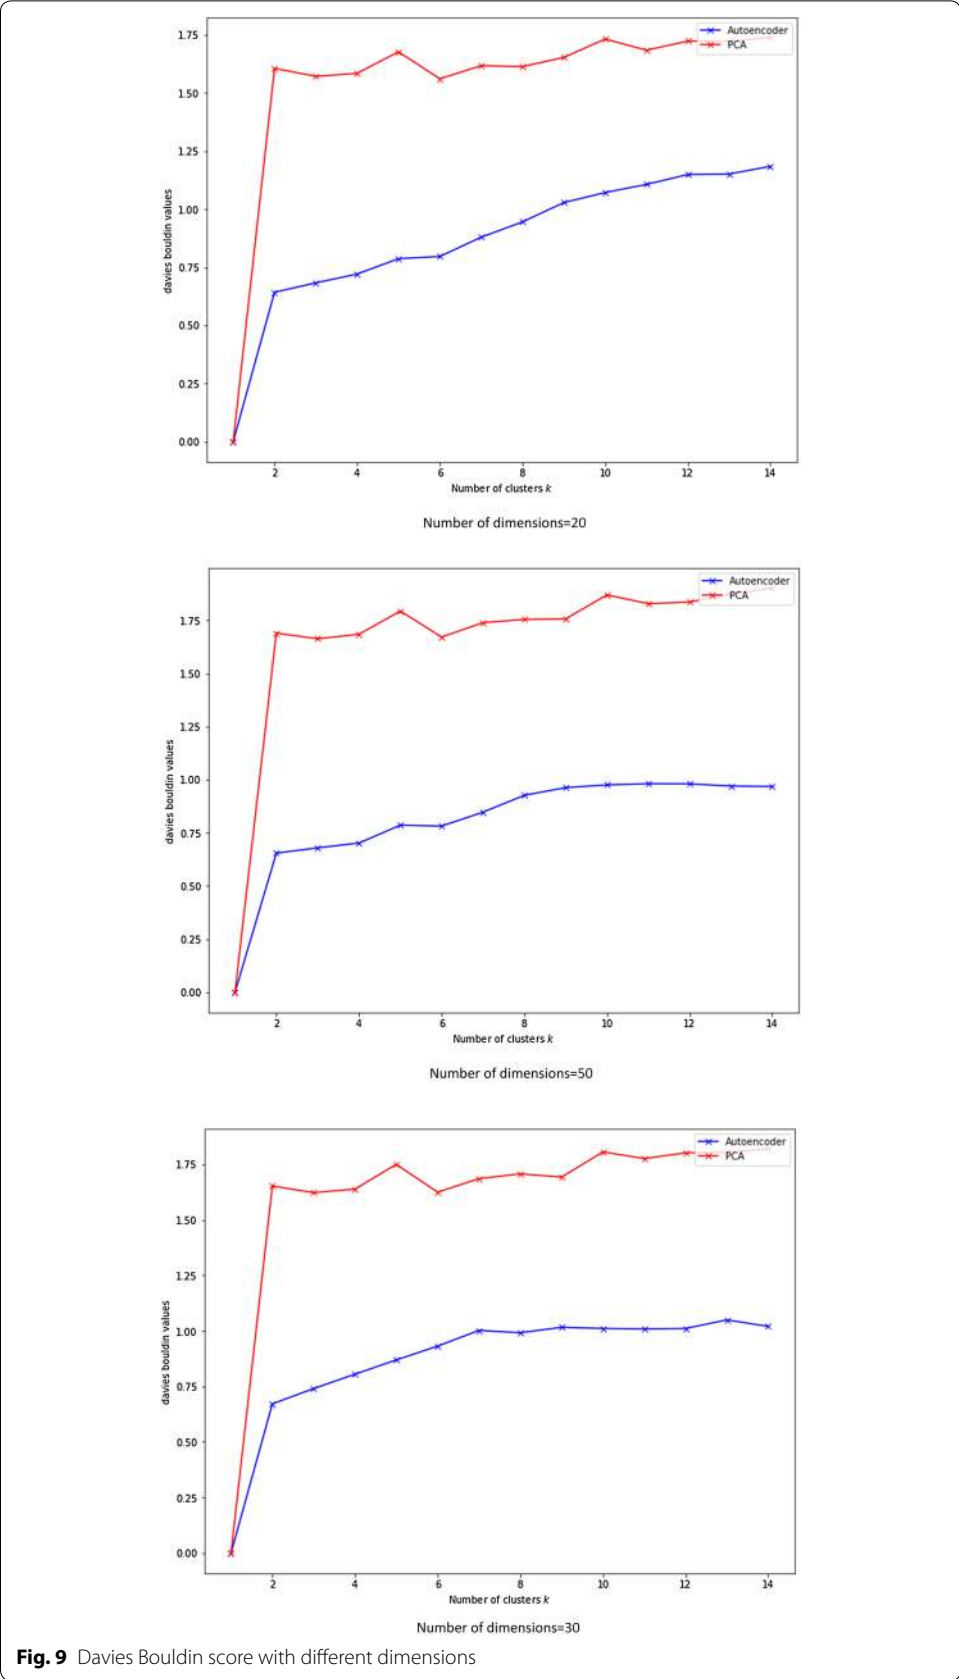 1.75
1.50
1.25
1.00
0.75
0.50
0.25
0.00
davies bouldin values
Autoencoder
PCA
2 4 6 8 10 12 14
Number of clusters k
Number of dimensions=20
1.75
1.50
1.25
1.00
0.75
0.50
0.25
0.00
davies bouldin values
Autoencoder
PCA
2 4 6 8 10 12 14
Number of clusters k
Number of dimensions=50
1.75
1.50
1.25
1.00
0.75
0.50
0.25
0.00
davies bouldin values
Autoencoder
PCA
2 4 6 8 10 12 14
Number of clusters k
Number of dimensions=30
Fig. 9 Davies Bouldin score with different dimensions